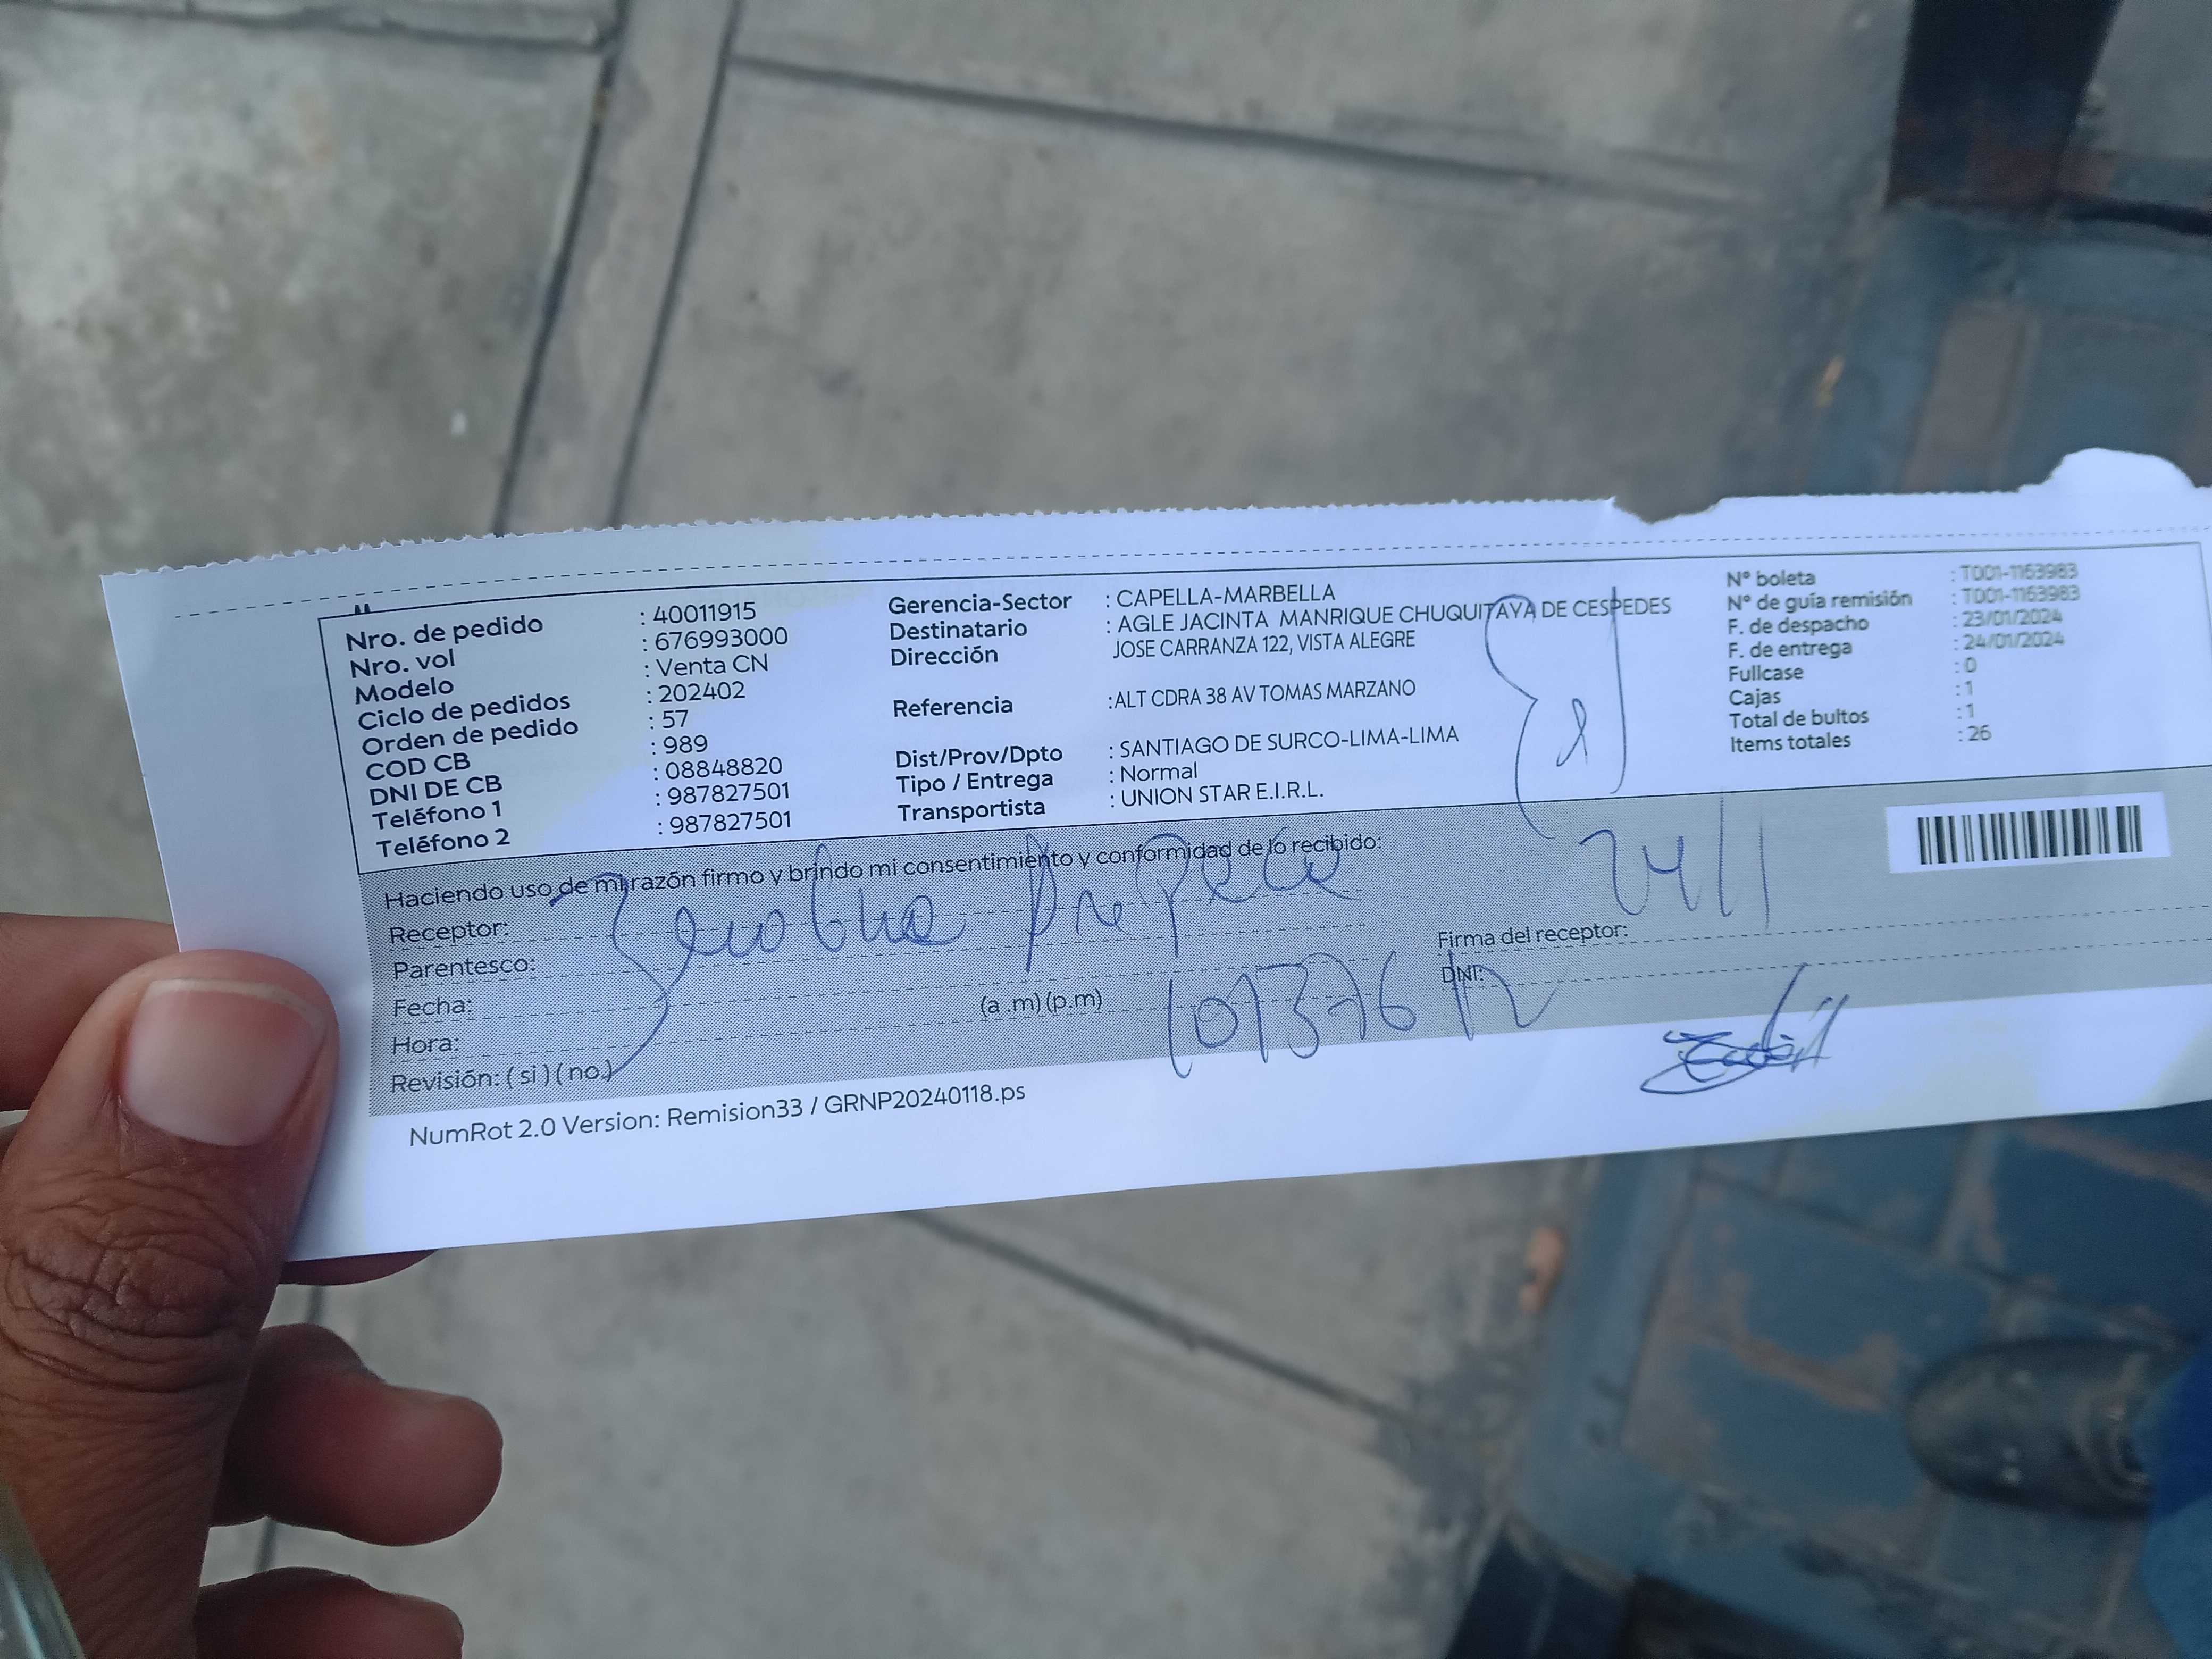 Nro. de pedido : 40011915
Nro. vol : 676993000
Modelo : Venta CN
Ciclo de pedidos : 202402
Orden de pedido : 57
COD CB : 989
DNI DE CB : 08848820
Teléfono 1 : 987827501
Teléfono 2 : 987827501
Gerencia-Sector : CAPELLA-MARBELLA
Destinatario : AGLE JACINTA MANRIQUE CHUQUITAYA DE CESPEDES
Dirección JOSE CARRANZA 122, VISTA ALEGRE
Referencia :ALT CDRA 38 AV TOMAS MARZANO
Dist/Prov/Dpto : SANTIAGO DE SURCO-LIMA-LIMA
Tipo / Entrega : Normal
Transportista : UNION STAR E.I.R.L.
Nº boleta : T001-1163983
Nº de guía remisión : T001-1163983
F. de despacho : 23/01/2024
F. de entrega : 24/01/2024
Fullcase : 0
Cajas : 1
Total de bultos : 1
Items totales : 26
Haciendo uso de mi razón firmo y brindo mi consentimiento y conformidad de lo recibido:
Receptor:
Parentesco:
Fecha:
Hora: (a .m) (p.m)
Revisión: ( si ) ( no.)
24/1
Firma del receptor:
DNI:
NumRot 2.0 Version: Remision33 / GRNP20240118.ps